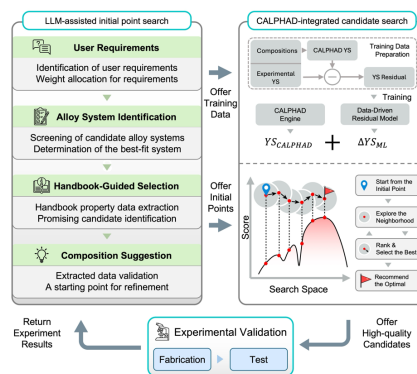 LLM-assisted initial point search
User Requirements
Identification of user requirements
Weight allocation for requirements
Alloy System Identification
Screening of candidate alloy systems
Determination of the best-fit system
Handbook-Guided Selection
Handbook property data extraction
Promising candidate identification
Composition Suggestion
Extracted data validation
A starting point for refinement
Offer
Training
Data
Offer
Initial
Points
CALPHAD-integrated candidate search
Compositions
CALPHAD YS
Training Data
Preparation
Experimental
YS
YS Residual
Training
CALPHAD
Engine
Data-Driven
Residual Model
YS_CALPHAD + ΔYS_ML
Score
Search Space
Start from the
Initial Point
Explore the
Neighborhood
Rank &
Select the Best
Recommend
the Optimal
Return
Experiment
Results
Experimental Validation
Fabrication
Test
Offer
High-quality
Candidates